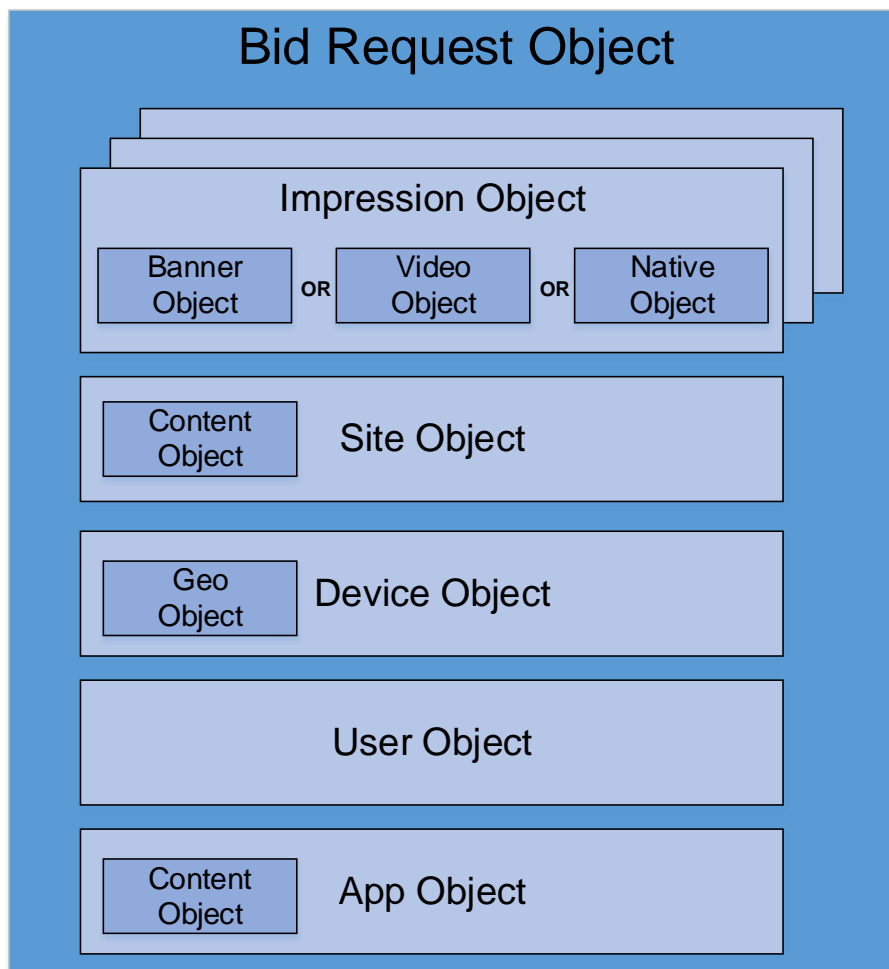 Bid Request Object
Impression Object
Banner
Object
OR
Video
Object
OR
Native
Object
Content
Object
Site Object
Geo
Object
Device Object
User Object
Content
Object
App Object